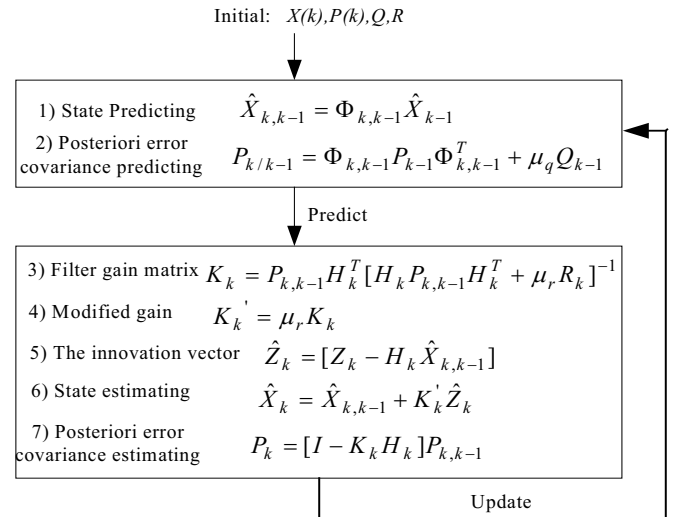 Initial: X(k),P(k),Q,R
1) State Predicting X̂_{k,k−1} = Φ_{k,k−1} X̂_{k−1}
2) Posteriori error
covariance predicting P_{k/k−1} = Φ_{k,k−1} P_{k−1} Φ^T_{k,k−1} + μ_q Q_{k−1}
Predict
3) Filter gain matrix K_k = P_{k,k−1} H_k^T [H_k P_{k,k−1} H_k^T + μ_r R_k]^{−1}
4) Modified gain K_k' = μ_r K_k
5) The innovation vector Ẑ_k = [Z_k − H_k X̂_{k,k−1}]
6) State estimating X̂_k = X̂_{k,k−1} + K_k' Ẑ_k
7) Posteriori error
covariance estimating P_k = [I − K_k H_k] P_{k,k−1}
Update